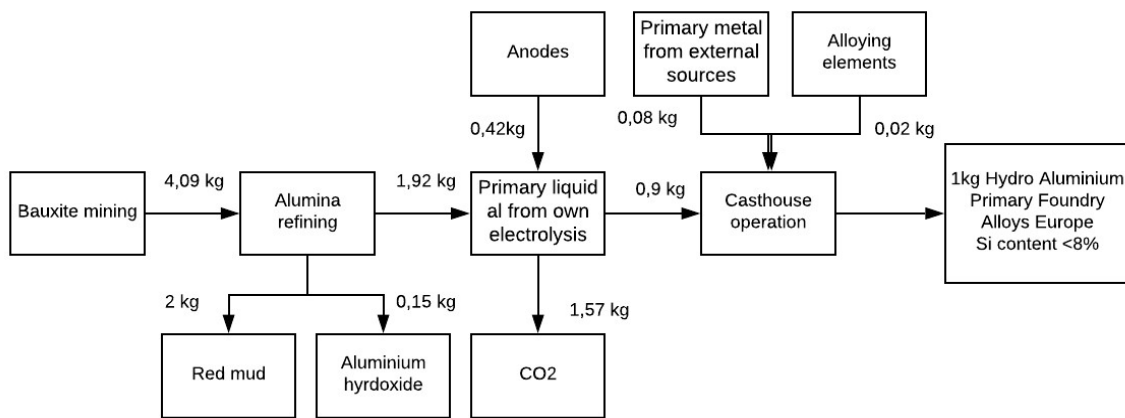 Anodes
Primary metal
from external
sources
Alloying
elements
0,42kg
0,08 kg
0,02 kg
Bauxite mining
4,09 kg
Alumina
refining
1,92 kg
Primary liquid
al from own
electrolysis
0,9 kg
Casthouse
operation
1kg Hydro Aluminium
Primary Foundry
Alloys Europe
Si content <8%
2 kg
0,15 kg
1,57 kg
Red mud
Aluminium
hyrdoxide
CO2